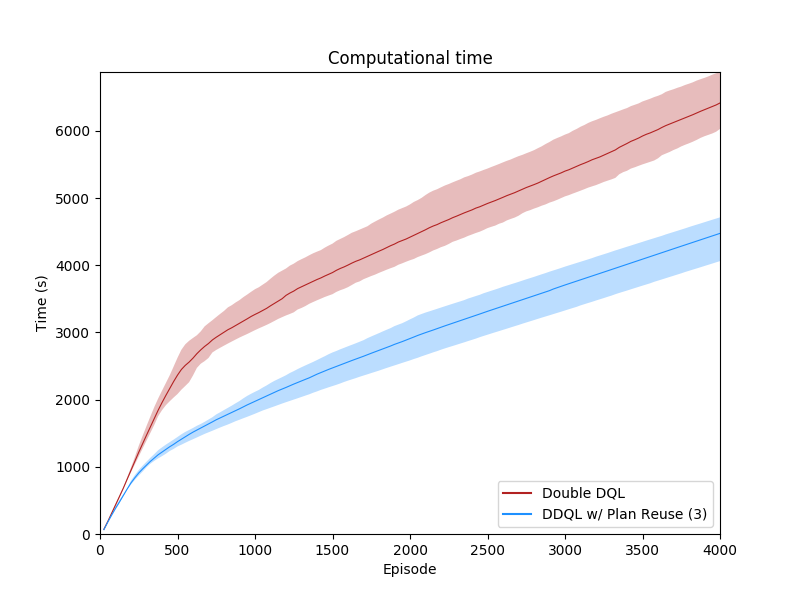 Computational time
Time (s)
6000
5000
4000
3000
2000
1000
0
0 500 1000 1500 2000 2500 3000 3500 4000
Episode
Double DQL
DDQL w/ Plan Reuse (3)